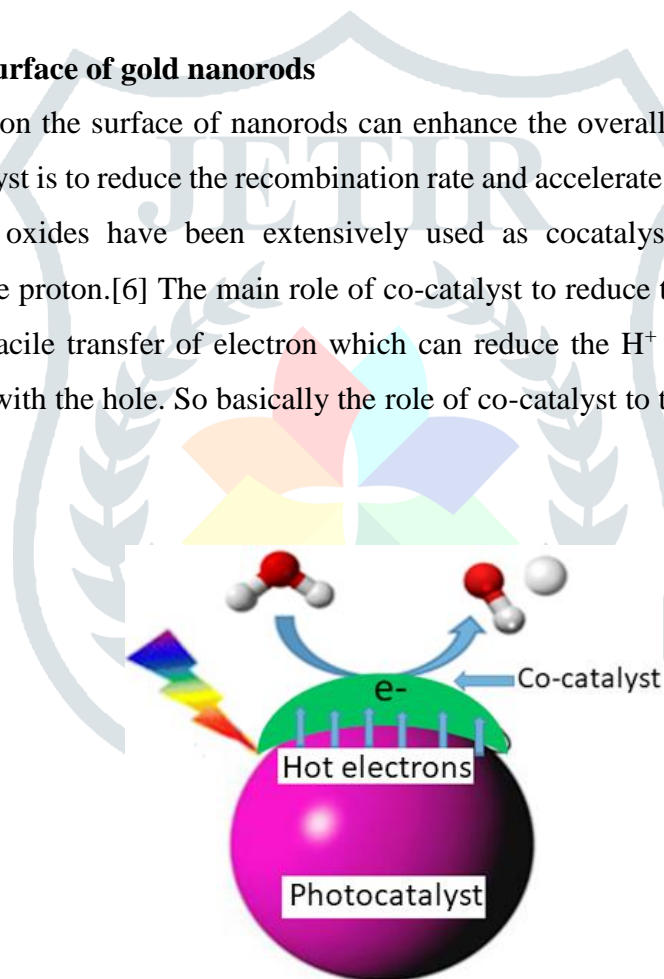 urface of gold nanorods
on the surface of nanorods can enhance the overall
yst is to reduce the recombination rate and accelerate
oxides have been extensively used as cocatalys
e proton.[6] The main role of co-catalyst to reduce t
acile transfer of electron which can reduce the H⁺
with the hole. So basically the role of co-catalyst to t
JETIR
e-
Co-catalyst
Hot electrons
Photocatalyst